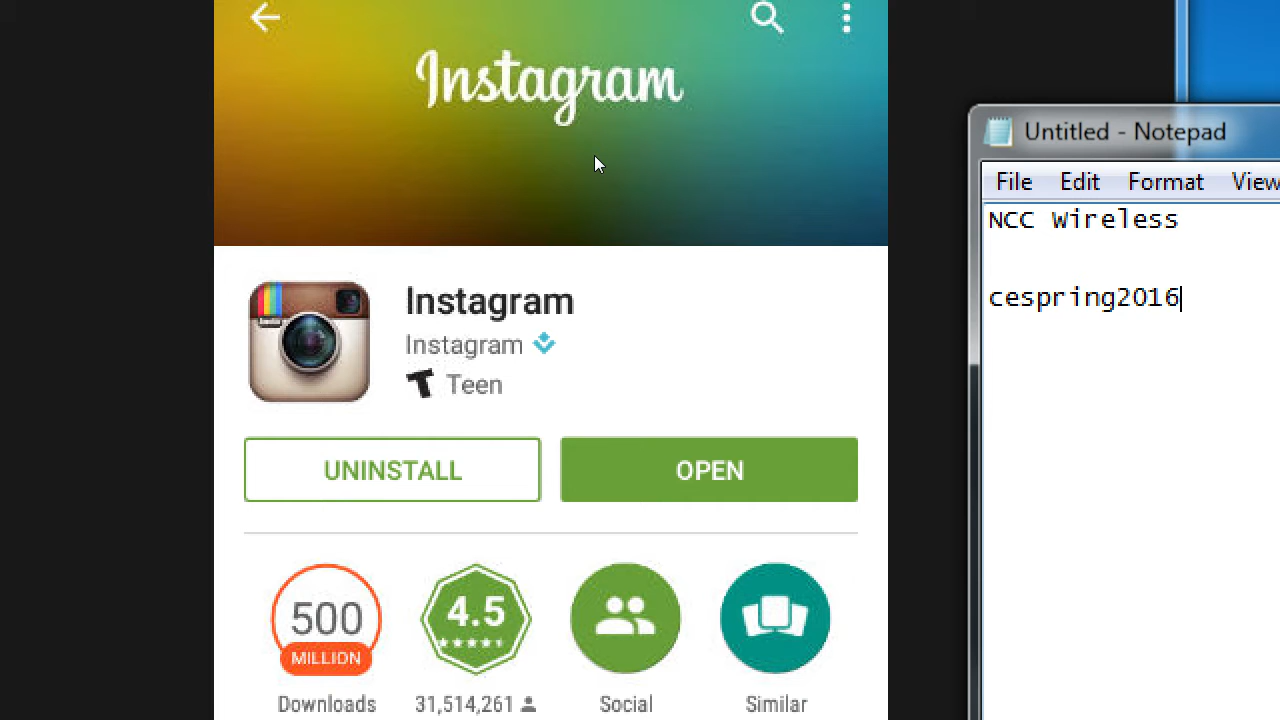 Instagram
Instagram
Instagram
Teen
UNINSTALL
OPEN
500
MILLION
4.5
Downloads
31,514,261
Social
Similar
Untitled - Notepad
File Edit Format View
NCC Wireless
cespring2016